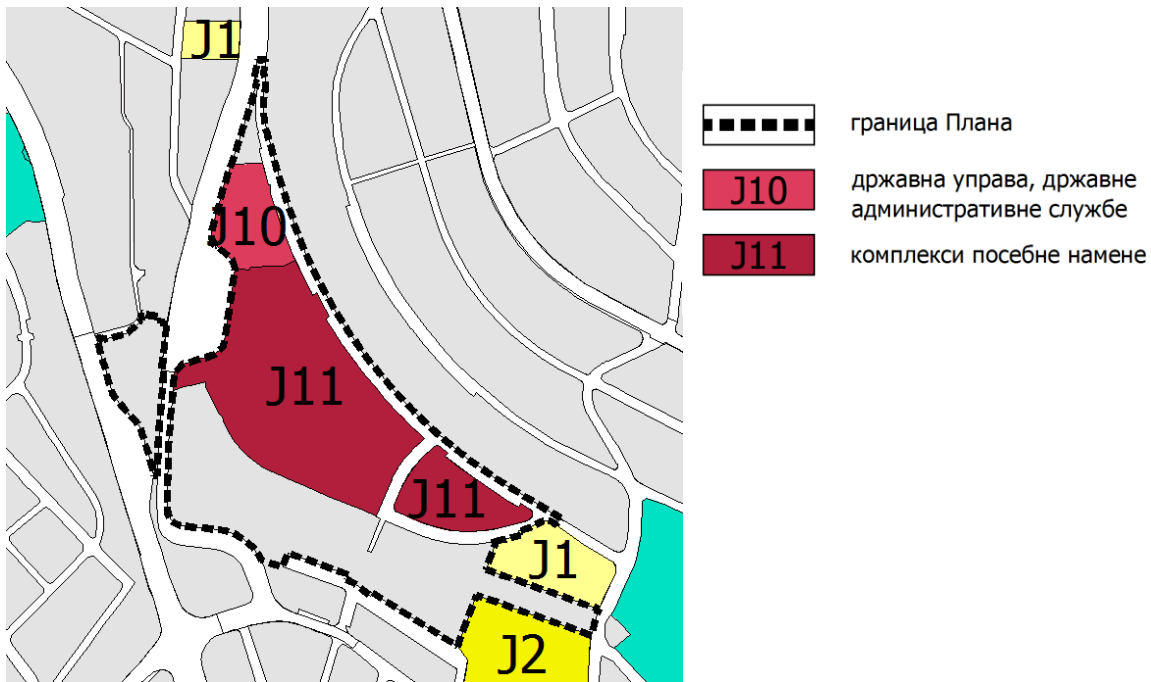 J1
J10
J11
J11
J1
J2
граница Плана
J10
државна управа, државне
административне службе
J11
комплекси посебне намене